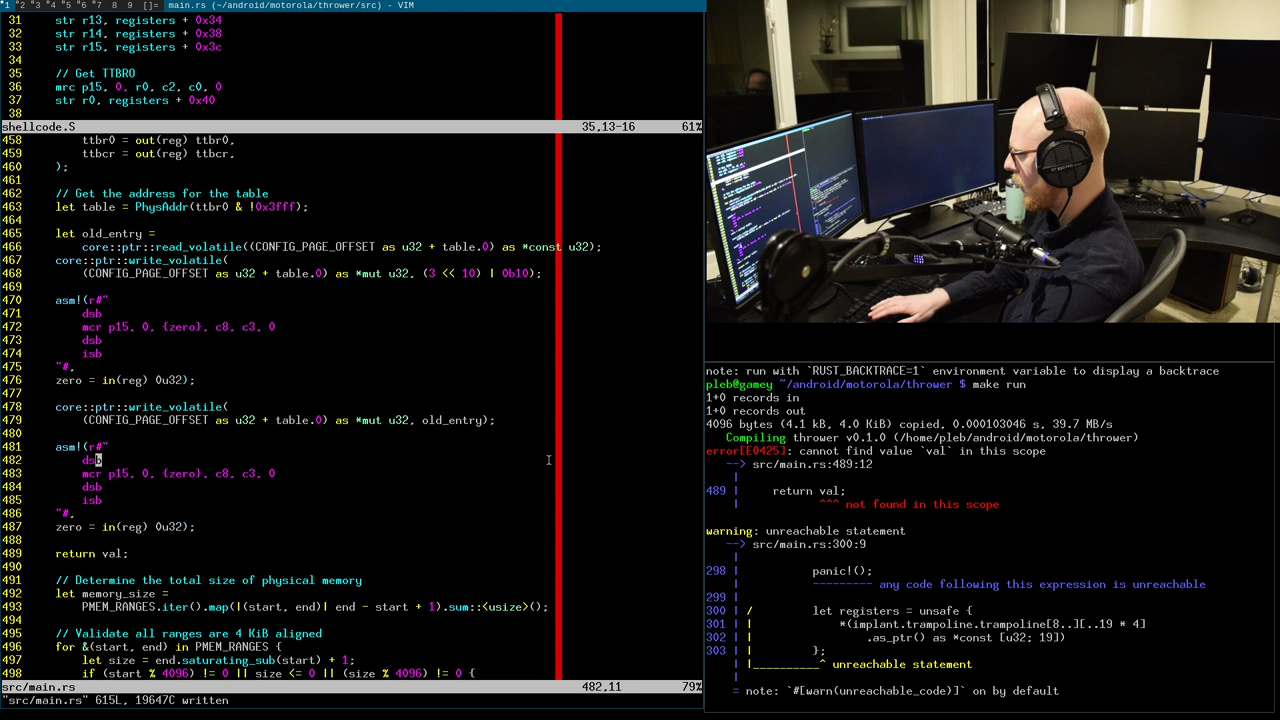 1 2 3 4 5 6 7 8 9 []= main.rs (~/android/motorola/thrower/src) - VIM
31 str r13, registers + 0x34
32 str r14, registers + 0x38
33 str r15, registers + 0x3c
34
35 // Get TTBR0
36 mrc p15, 0, r0, c2, c0, 0
37 str r0, registers + 0x40
38
shellcode.S 35,13-16 61%
458 ttbr0 = out(reg) ttbr0,
459 ttbcr = out(reg) ttbcr,
460 );
461
462 // Get the address for the table
463 let table = PhysAddr(ttbr0 & !0x3fff);
464
465 let old_entry =
466 core::ptr::read_volatile((CONFIG_PAGE_OFFSET as u32 + table.0) as *const u32);
467 core::ptr::write_volatile(
468 (CONFIG_PAGE_OFFSET as u32 + table.0) as *mut u32, (3 << 10) | 0b10);
469
470 asm!(r#"
471 dsb
472 mcr p15, 0, {zero}, c8, c3, 0
473 dsb
474 isb
475 "#,
476 zero = in(reg) 0u32);
477
478 core::ptr::write_volatile(
479 (CONFIG_PAGE_OFFSET as u32 + table.0) as *mut u32, old_entry);
480
481 asm!(r#"
482 dsb
483 mcr p15, 0, {zero}, c8, c3, 0
484 dsb
485 isb
486 "#,
487 zero = in(reg) 0u32);
488
489 return val;
490
491 // Determine the total size of physical memory
492 let memory_size =
493 PMEM_RANGES.iter().map(|(start, end)| end - start + 1).sum::<usize>();
494
495 // Validate all ranges are 4 KiB aligned
496 for &(start, end) in PMEM_RANGES {
497 let size = end.saturating_sub(start) + 1;
498 if (start % 4096) != 0 || size <= 0 || (size % 4096) != 0 {
src/main.rs 482,11 79%
"src/main.rs" 615L, 19647C written
note: run with `RUST_BACKTRACE=1` environment variable to display a backtrace
pleb@gamey ~/android/motorola/thrower $ make run
1+0 records in
1+0 records out
4096 bytes (4.1 kB, 4.0 KiB) copied, 0.000103046 s, 39.7 MB/s
Compiling thrower v0.1.0 (/home/pleb/android/motorola/thrower)
error[E0425]: cannot find value `val` in this scope
--> src/main.rs:489:12
|
489 | return val;
| ^^^ not found in this scope
warning: unreachable statement
--> src/main.rs:300:9
|
298 | panic!();
| --------- any code following this expression is unreachable
299 |
300 | / let registers = unsafe {
301 | | *(implant.trampoline.trampoline[8..][..19 * 4]
302 | | .as_ptr() as *const [u32; 19])
303 | | };
| |_________^ unreachable statement
|
= note: `#[warn(unreachable_code)]` on by default